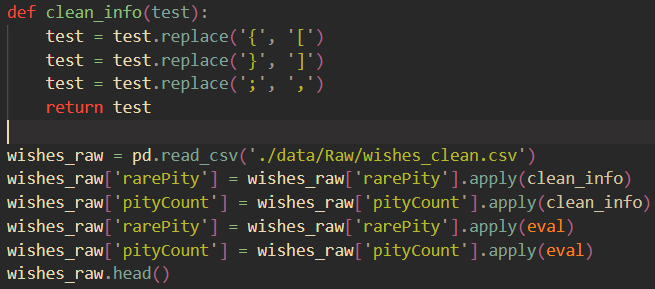 def clean_info(test):
    test = test.replace('{', '[')
    test = test.replace('}', ']')
    test = test.replace(';', ',')
    return test
wishes_raw = pd.read_csv('./data/Raw/wishes_clean.csv')
wishes_raw['rarePity'] = wishes_raw['rarePity'].apply(clean_info)
wishes_raw['pityCount'] = wishes_raw['pityCount'].apply(clean_info)
wishes_raw['rarePity'] = wishes_raw['rarePity'].apply(eval)
wishes_raw['pityCount'] = wishes_raw['pityCount'].apply(eval)
wishes_raw.head()